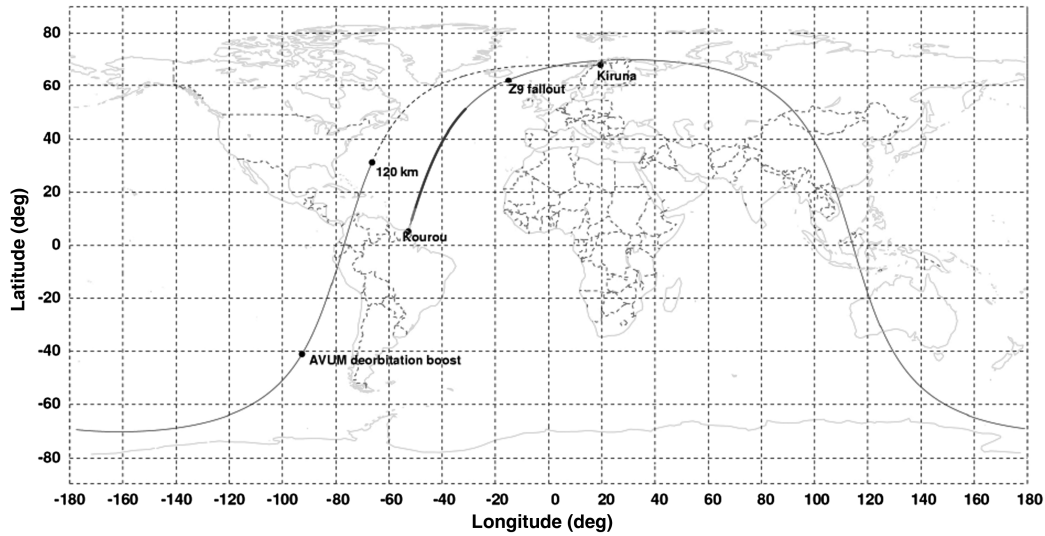 80
60
Kiruna
Z9 fallout
40
120 km
20
Kourou
0
-20
-40
AVUM deorbitation boost
-60
-80
Latitude (deg)
-180 -160 -140 -120 -100 -80 -60 -40 -20 0 20 40 60 80 100 120 140 160 180
Longitude (deg)